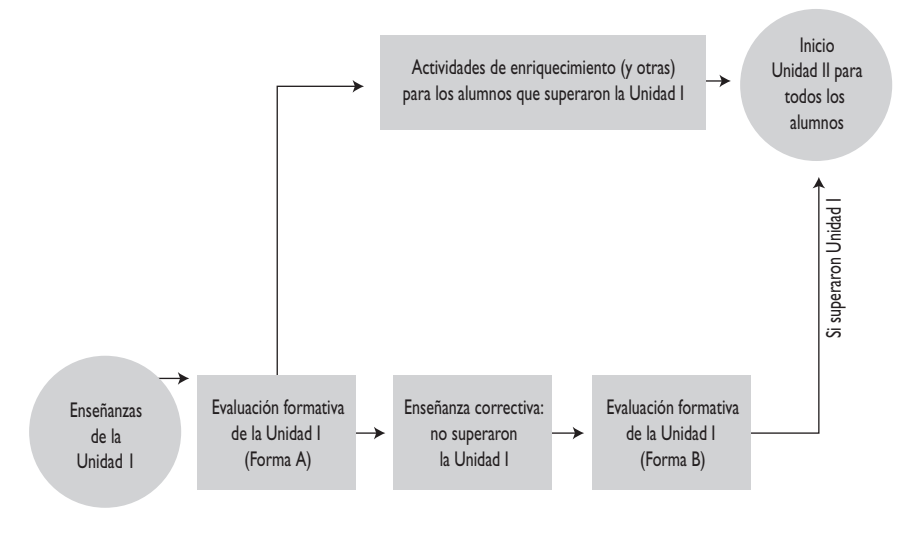 Actividades de enriquecimiento (y otras)
para los alumnos que superaron la Unidad I
Inicio
Unidad II para
todos los
alumnos
Si superaron Unidad I
Enseñanzas
de la
Unidad I
Evaluación formativa
de la Unidad I
(Forma A)
Enseñanza correctiva:
no superaron
la Unidad I
Evaluación formativa
de la Unidad I
(Forma B)